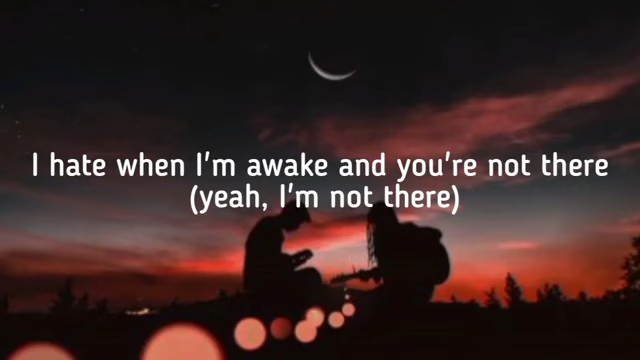 I hate when I'm awake and you're not there
(yeah, I'm not there)